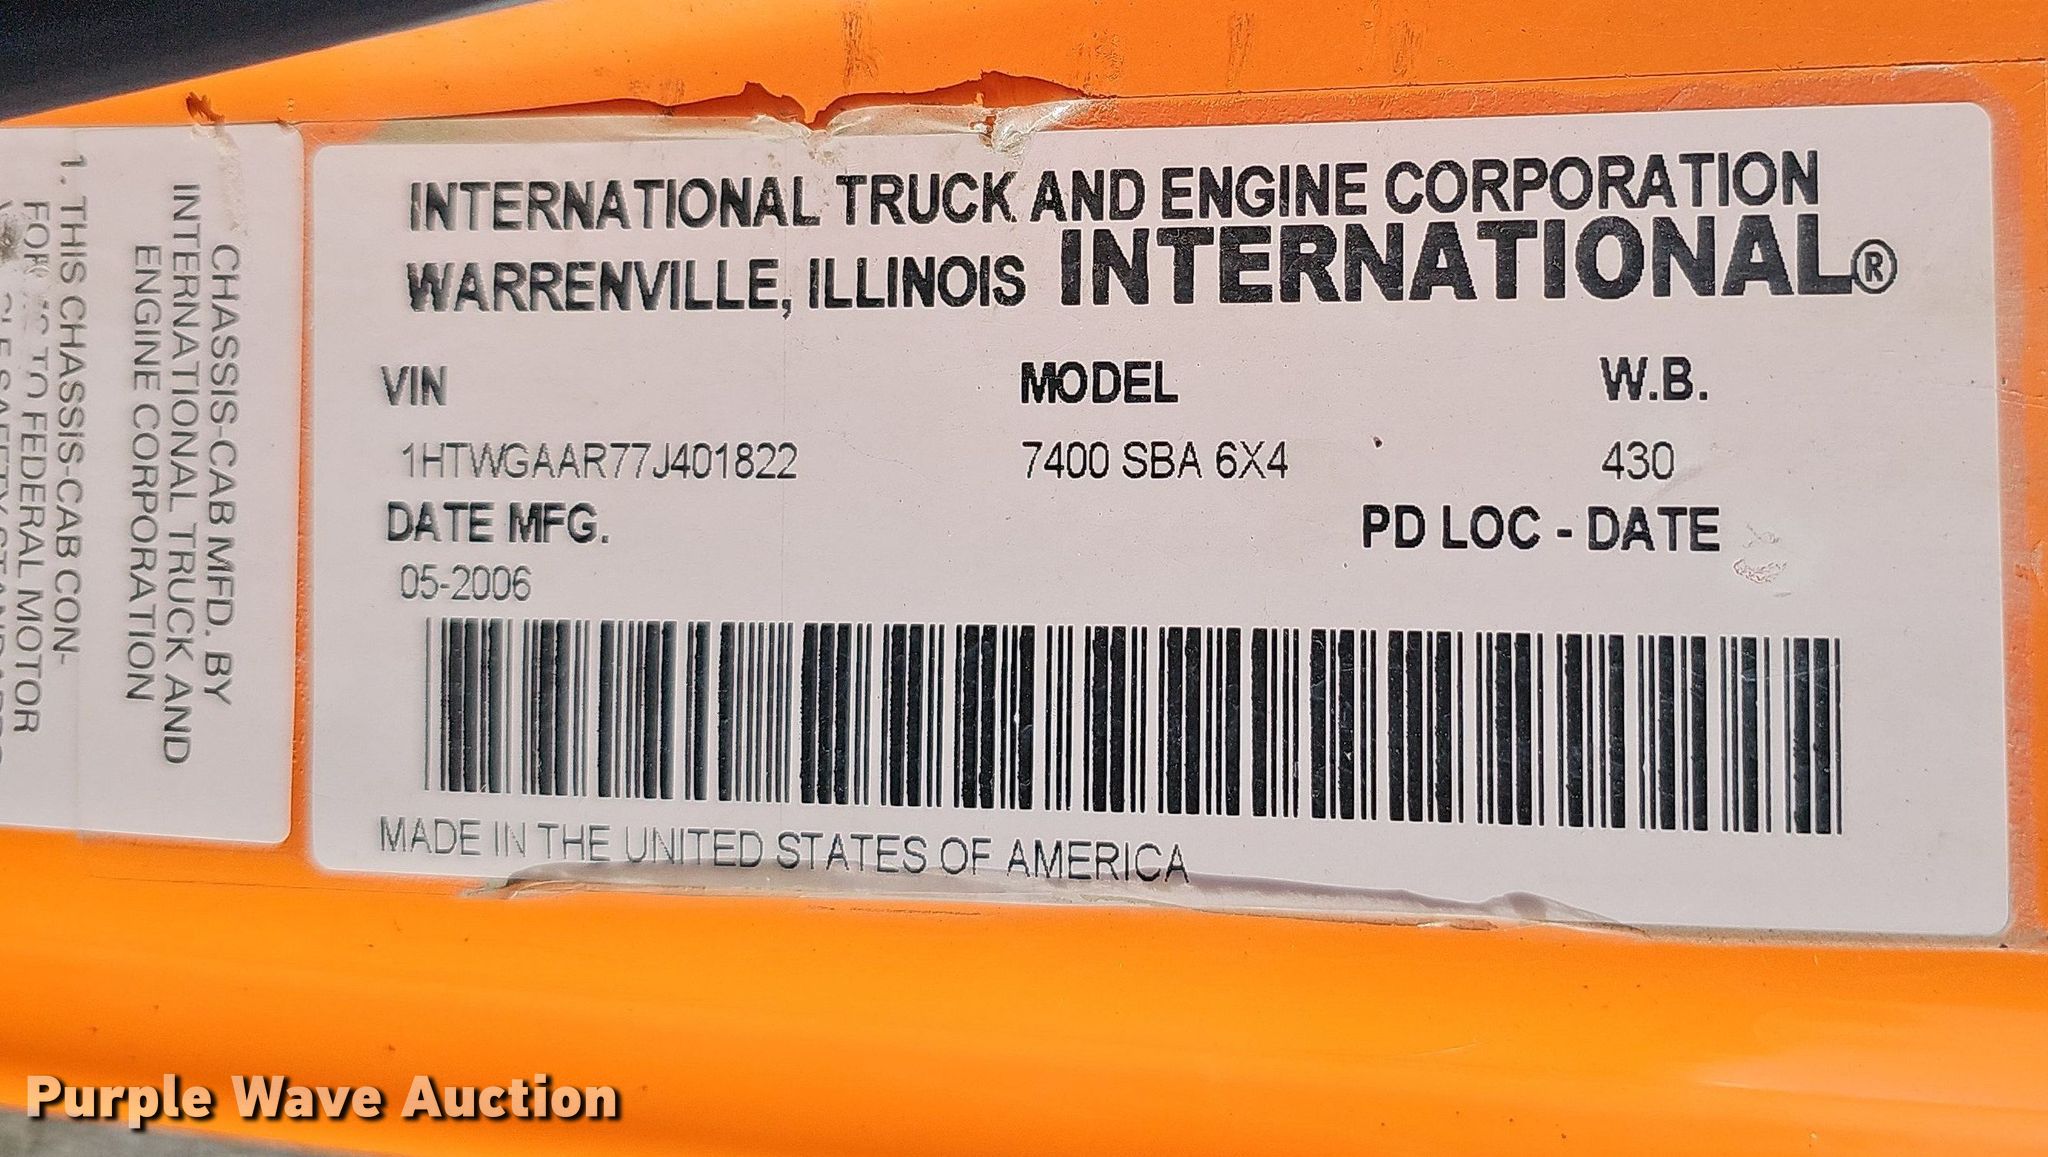 INTERNATIONAL TRUCK AND ENGINE CORPORATION
WARRENVILLE, ILLINOIS INTERNATIONAL®
VIN MODEL W.B.
1HTWGAAR77J401822 7400 SBA 6X4 430
DATE MFG. PD LOC - DATE
05-2006
MADE IN THE UNITED STATES OF AMERICA
CHASSIS-CAB MFD. BY
INTERNATIONAL TRUCK AND
ENGINE CORPORATION
1. THIS CHASSIS-CAB CON-
TO FEDERAL MOTOR
Purple Wave Auction